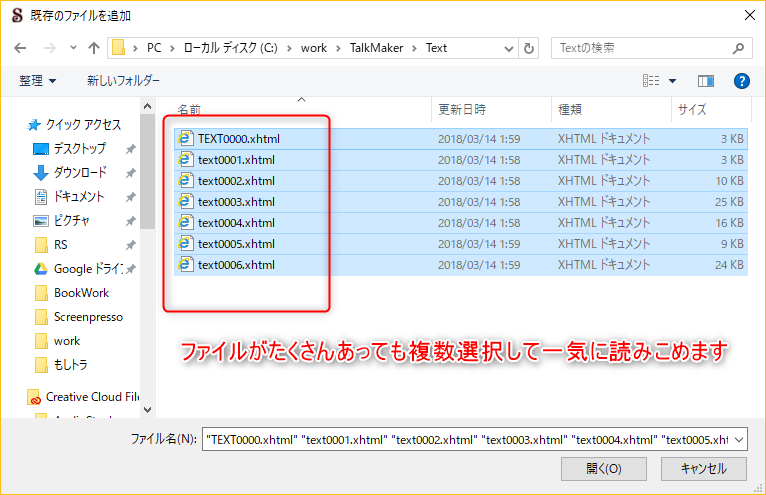 既存のファイルを追加
PC › ローカル ディスク (C:) › work › TalkMaker › Text
Textの検索
整理
新しいフォルダー
名前 更新日時 種類 サイズ
クイック アクセス
デスクトップ
ダウンロード
ドキュメント
ピクチャ
RS
Google ドライ
BookWork
Screenpresso
work
もしトラ
Creative Cloud File
TEXT0000.xhtml 2018/03/14 1:59 XHTML ドキュメント 3 KB
text0001.xhtml 2018/03/14 1:58 XHTML ドキュメント 3 KB
text0002.xhtml 2018/03/14 1:58 XHTML ドキュメント 10 KB
text0003.xhtml 2018/03/14 1:58 XHTML ドキュメント 25 KB
text0004.xhtml 2018/03/14 1:58 XHTML ドキュメント 16 KB
text0005.xhtml 2018/03/14 1:59 XHTML ドキュメント 9 KB
text0006.xhtml 2018/03/14 1:59 XHTML ドキュメント 24 KB
ファイルがたくさんあっても複数選択して一気に読みこめます
ファイル名(N): "TEXT0000.xhtml" "text0001.xhtml" "text0002.xhtml" "text0003.xhtml" "text0004.xhtml" "text0005.xht
開く(O)
キャンセル